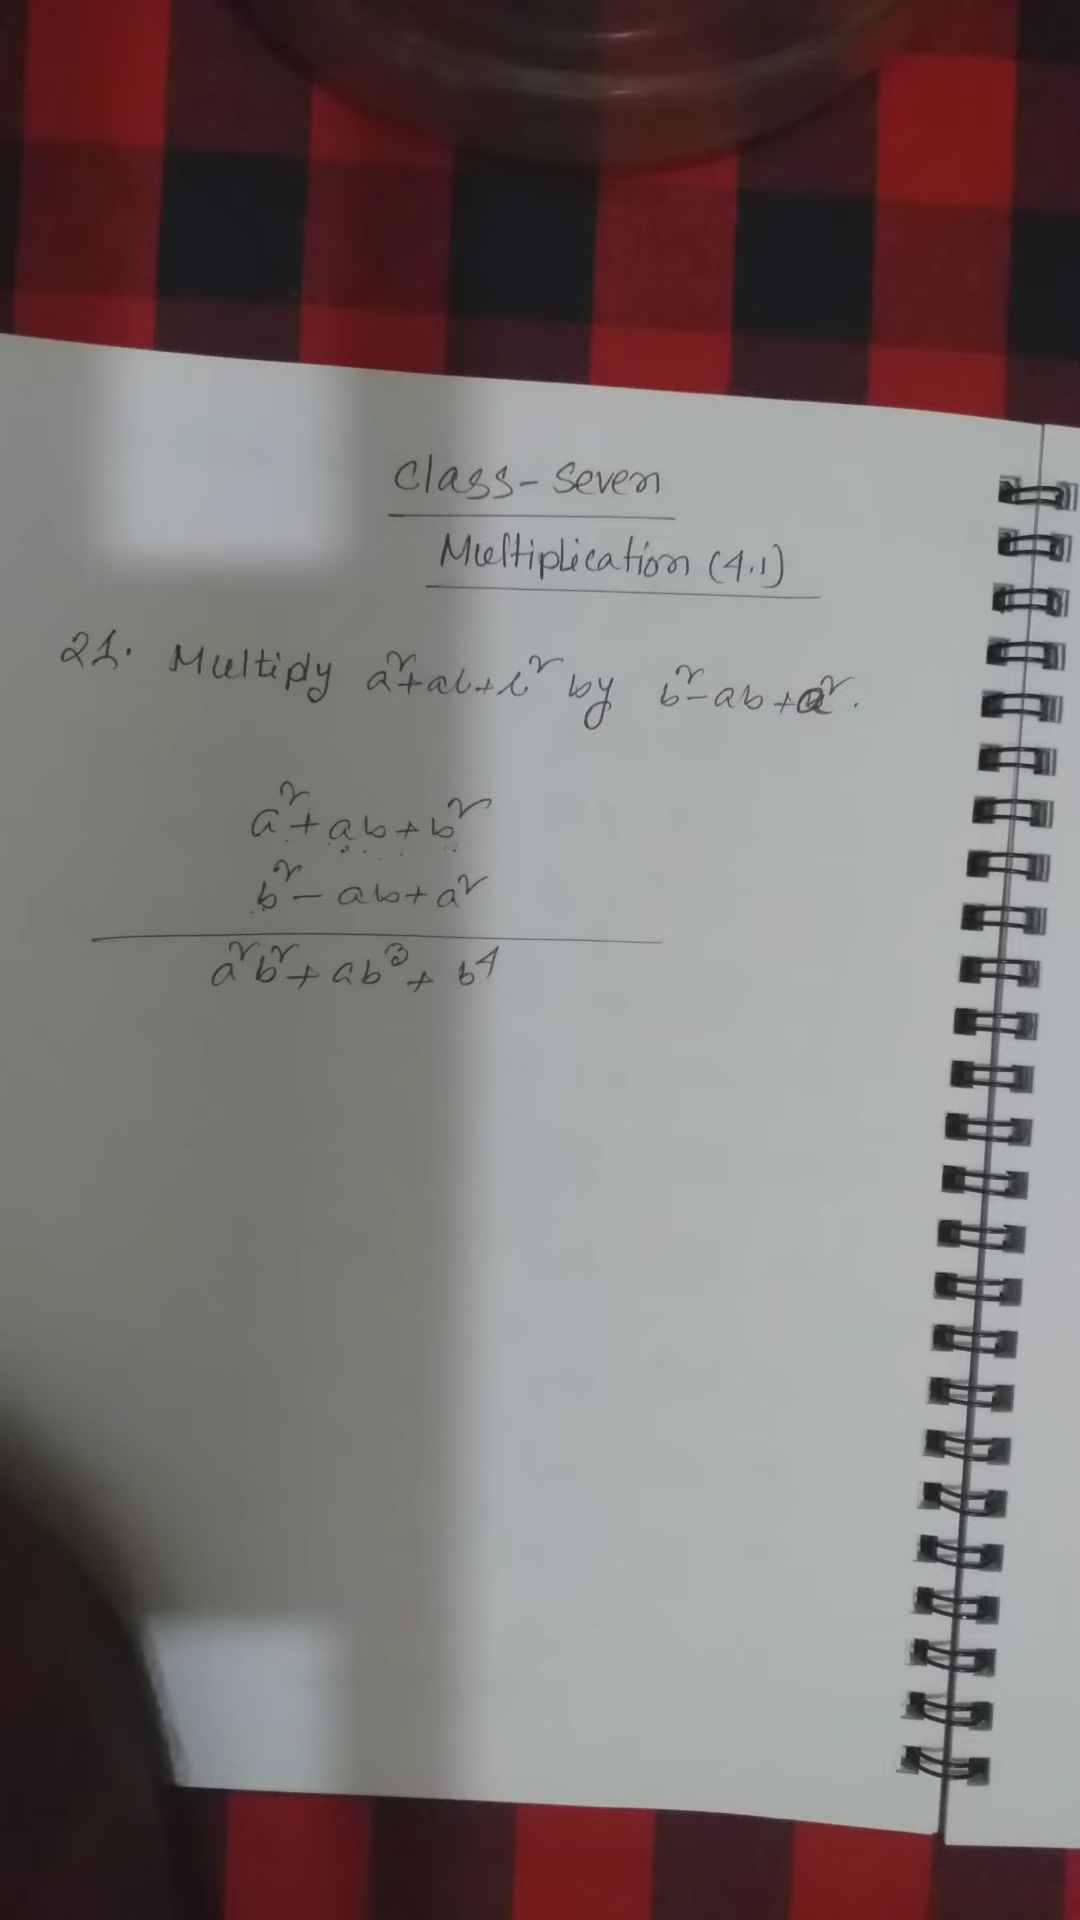 Class-Seven
Multiplication (4.1)
21. Multiply a²+ab+b² by b²-ab+a².
a²+ab+b²
b²-ab+a²
a²b²+ab³+b⁴